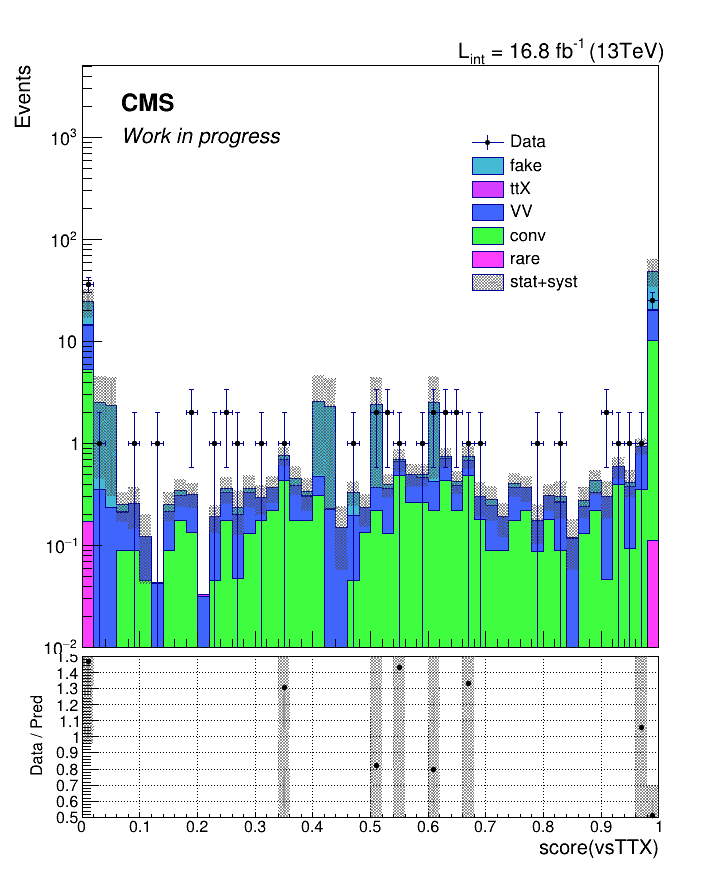 L_int = 16.8 fb^-1 (13TeV)
Events
CMS
Work in progress
Data
fake
ttX
VV
conv
rare
stat+syst
10^3
10^2
10
1
10^-1
10^-2
Data / Pred
1.5
1.4
1.3
1.2
1.1
1
0.9
0.8
0.7
0.6
0.5
0 0.1 0.2 0.3 0.4 0.5 0.6 0.7 0.8 0.9 1
score(vsTTX)